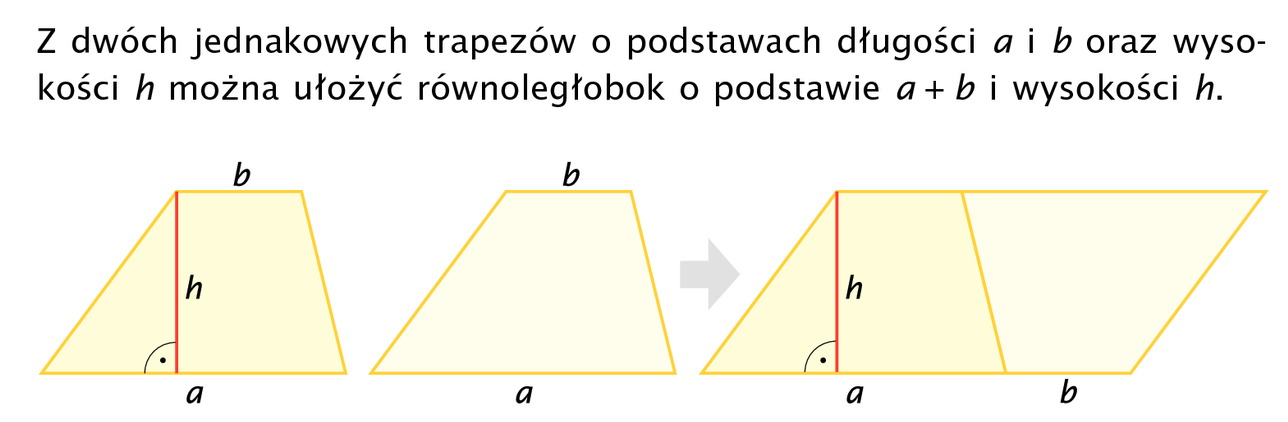 Z dwóch jednakowych trapezów o podstawach długości a i b oraz wyso-
kości h można ułożyć równoległobok o podstawie a + b i wysokości h.
b
b
h
h
a
a
a
b